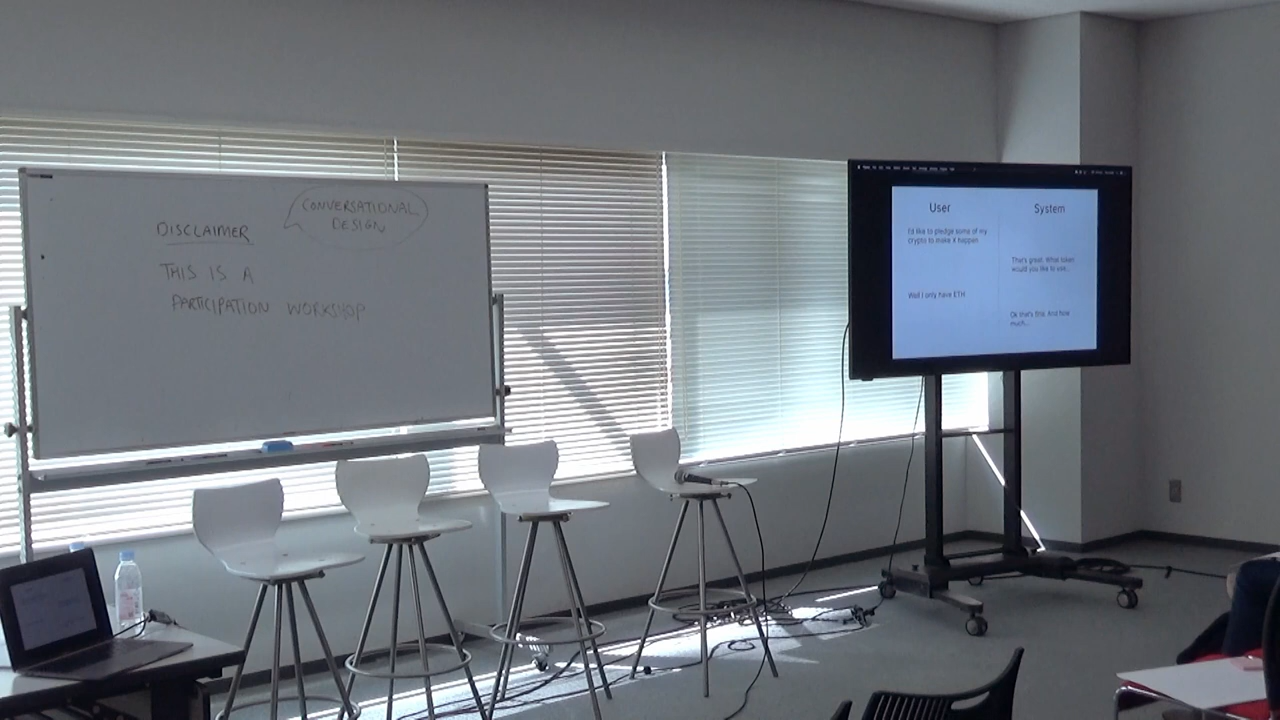 CONVERSATIONAL
DESIGN
DISCLAIMER
THIS IS A
PARTICIPATION WORKSHOP
User
System
I'd like to pledge some of my
crypto to make X happen
That's great. What token
would you like to use...
Well I only have ETH
Ok that's fine. And how
much...